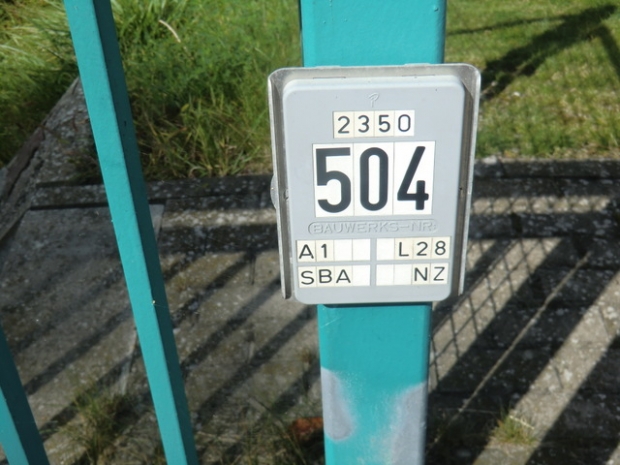 2350
504
BAUWERKS-NR.
A1 L28
SBA NZ